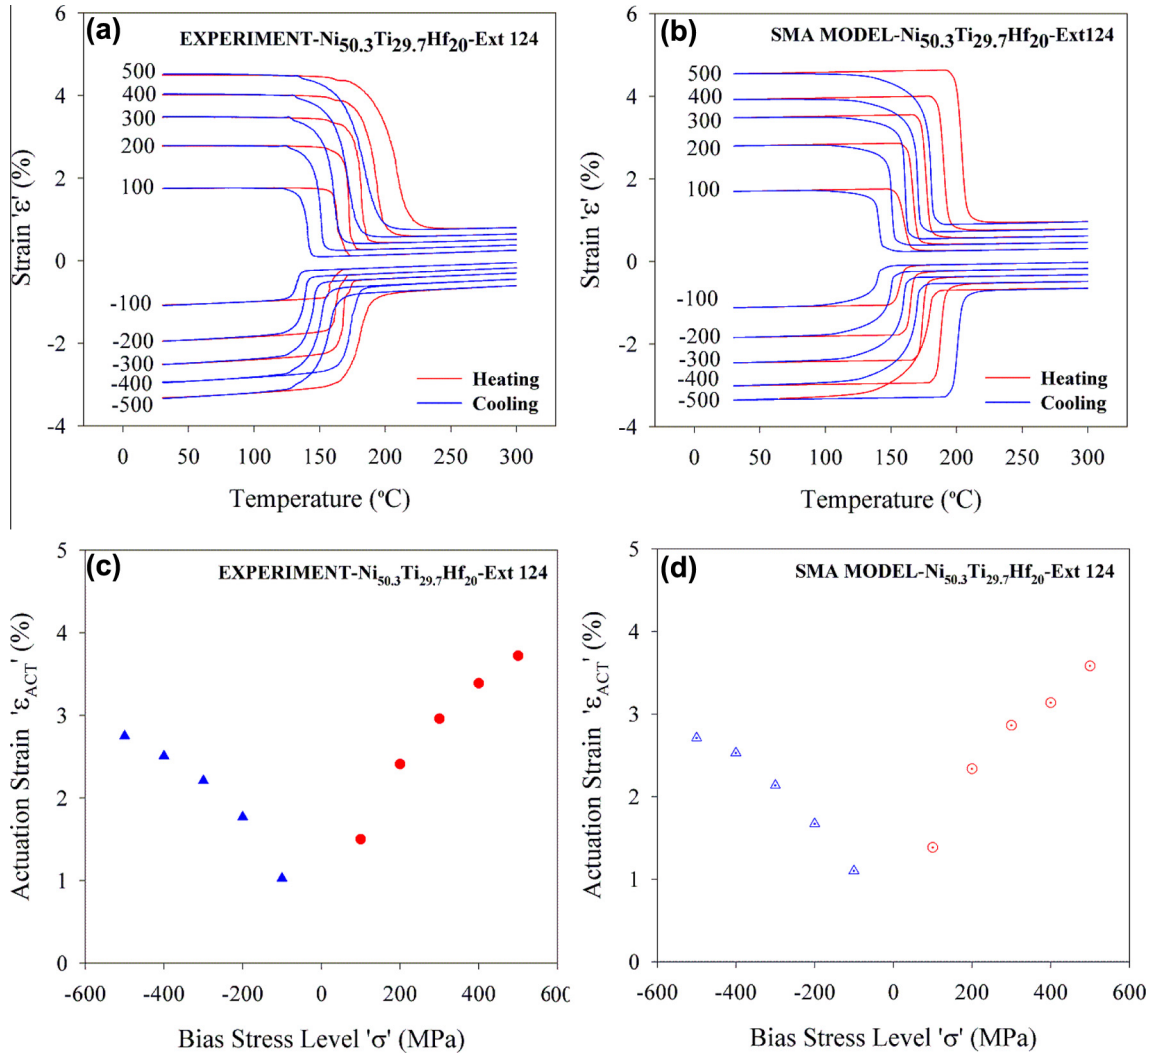 (a)
EXPERIMENT-Ni50.3Ti29.7Hf20-Ext 124
6
4
2
0
-2
-4
Strain 'ε' (%)
500
400
300
200
100
-100
-200
-300
-400
-500
Heating
Cooling
0 50 100 150 200 250 300
Temperature (ºC)
(b)
SMA MODEL-Ni50.3Ti29.7Hf20-Ext124
6
4
2
0
-2
-4
Strain 'ε' (%)
500
400
300
200
100
-100
-200
-300
-400
-500
Heating
Cooling
0 50 100 150 200 250 300
Temperature (ºC)
(c)
EXPERIMENT-Ni50.3Ti29.7Hf20-Ext 124
5
4
3
2
1
0
Actuation Strain 'εACT' (%)
-600 -400 -200 0 200 400 600
Bias Stress Level 'σ' (MPa)
(d)
SMA MODEL-Ni50.3Ti29.7Hf20-Ext 124
5
4
3
2
1
0
Actuation Strain 'εACT' (%)
-600 -400 -200 0 200 400 600
Bias Stress Level 'σ' (MPa)